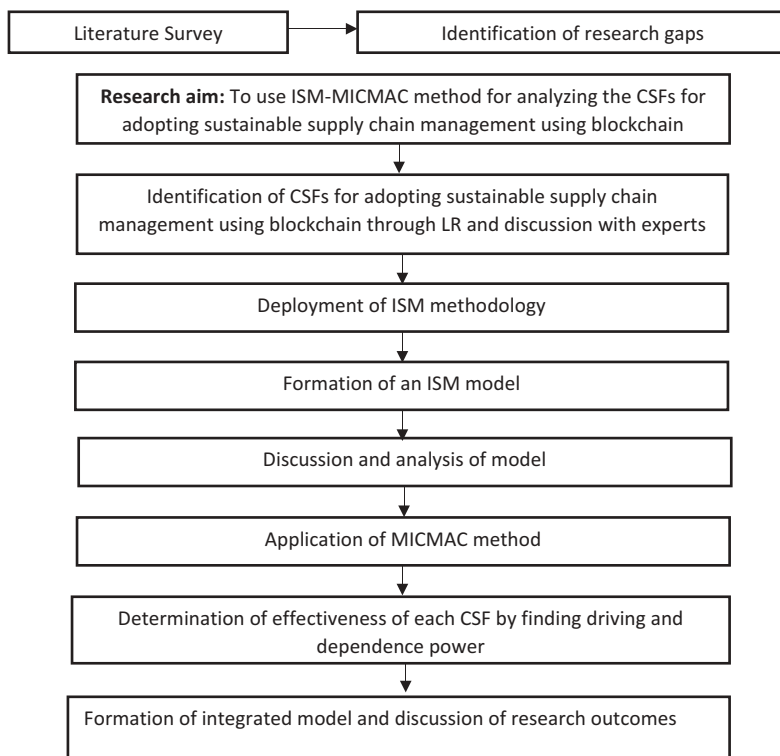 Literature Survey
Identification of research gaps
Research aim: To use ISM-MICMAC method for analyzing the CSFs for
adopting sustainable supply chain management using blockchain
Identification of CSFs for adopting sustainable supply chain
management using blockchain through LR and discussion with experts
Deployment of ISM methodology
Formation of an ISM model
Discussion and analysis of model
Application of MICMAC method
Determination of effectiveness of each CSF by finding driving and
dependence power
Formation of integrated model and discussion of research outcomes